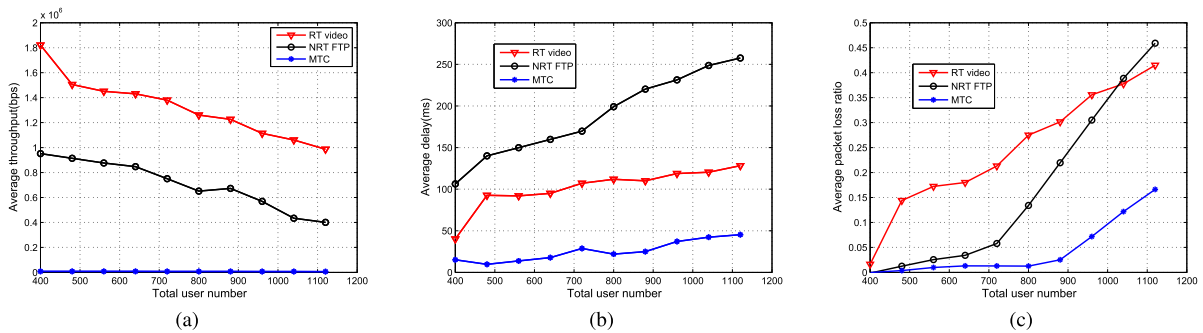 2 × 10⁶
1.8
1.6
1.4
1.2
1
0.8
0.6
0.4
0.2
0
400 500 600 700 800 900 1000 1100 1200
Average throughput(bps)
Total user number
RT video
NRT FTP
MTC
(a)
300
250
200
150
100
50
0
400 500 600 700 800 900 1000 1100 1200
Average delay(ms)
Total user number
RT video
NRT FTP
MTC
(b)
0.5
0.45
0.4
0.35
0.3
0.25
0.2
0.15
0.1
0.05
0
400 500 600 700 800 900 1000 1100 1200
Average packet loss ratio
Total user number
RT video
NRT FTP
MTC
(c)